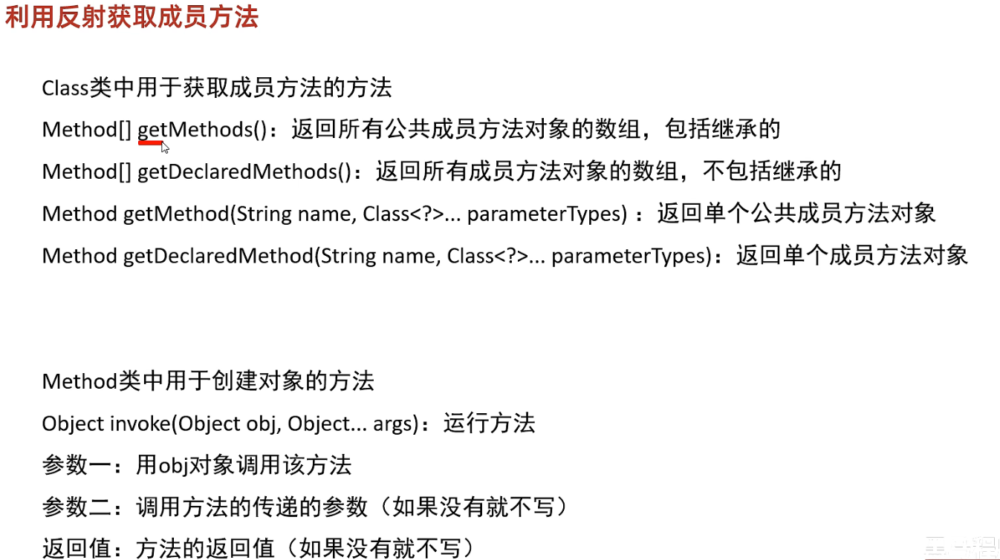 利用反射获取成员方法
Class类中用于获取成员方法的方法
Method[] getMethods()：返回所有公共成员方法对象的数组，包括继承的
Method[] getDeclaredMethods()：返回所有成员方法对象的数组，不包括继承的
Method getMethod(String name, Class<?>... parameterTypes) ：返回单个公共成员方法对象
Method getDeclaredMethod(String name, Class<?>... parameterTypes)：返回单个成员方法对象
Method类中用于创建对象的方法
Object invoke(Object obj, Object... args)：运行方法
参数一：用obj对象调用该方法
参数二：调用方法的传递的参数（如果没有就不写）
返回值：方法的返回值（如果没有就不写）